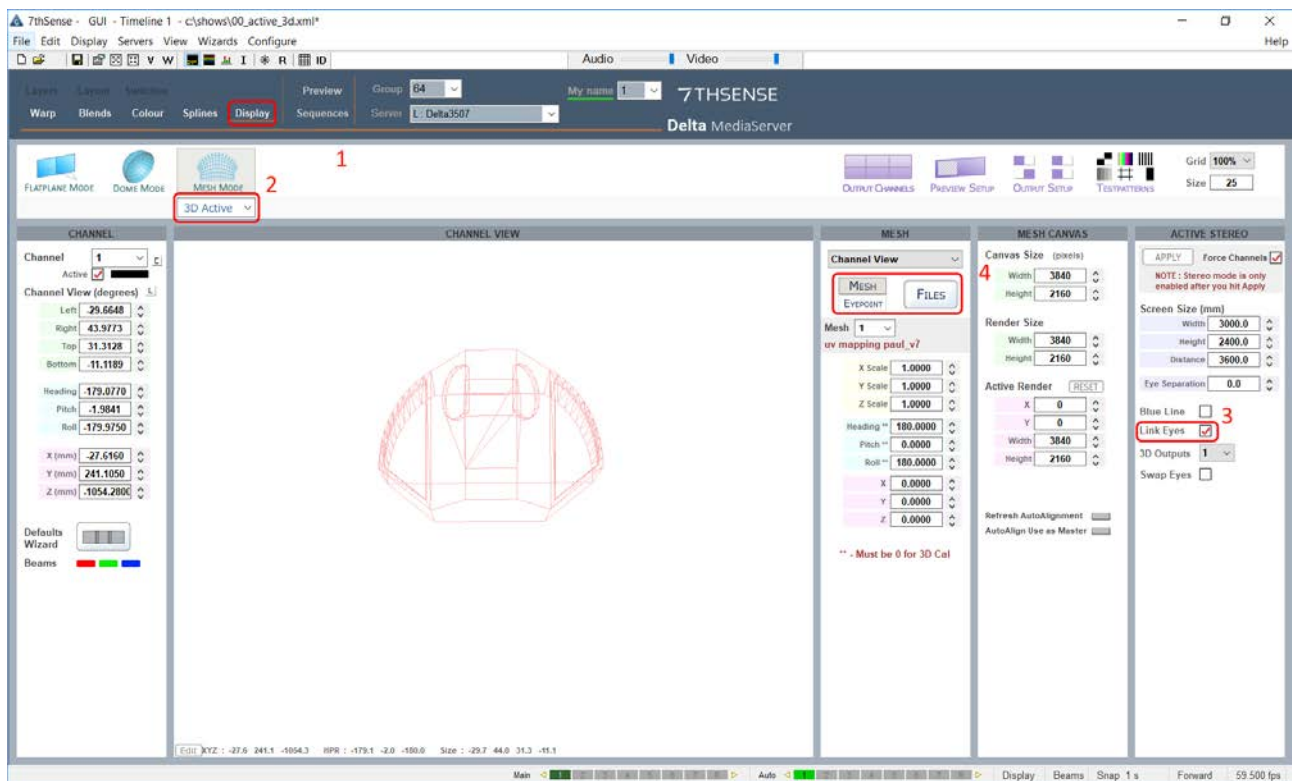 7thSense - GUI - Timeline 1 - c:\shows\00_active_3d.xml*
File Edit Display Servers View Wizards Configure Help
V W I R ID Audio Video
Layers Layout Switches Preview Group 64 My name 1 7THSENSE
Warp Blends Colour Splines Display Sequences Server L : Delta3507 Delta MediaServer
1
FLATPLANE MODE DOME MODE MESH MODE 2 OUTPUT CHANNELS PREVIEW SETUP OUTPUT SETUP TESTPATTERNS
Grid 100%
Size 25
3D Active
CHANNEL
Channel 1 C
Active
Channel View (degrees) L
Left -29.6648
Right 43.9773
Top 31.3128
Bottom -11.1189
Heading -179.0770
Pitch -1.9841
Roll -179.9750
X (mm) -27.6160
Y (mm) 241.1050
Z (mm) -1054.280
Defaults
Wizard
Beams
CHANNEL VIEW
Edit XYZ : -27.6 241.1 -1054.3 HPR : -179.1 -2.0 -180.0 Size : -29.7 44.0 31.3 -11.1
MESH
Channel View
MESH
EYEPOINT
FILES
4
Mesh 1
uv mapping paul_v7
X Scale 1.0000
Y Scale 1.0000
Z Scale 1.0000
Heading ** 180.0000
Pitch ** 0.0000
Roll ** 180.0000
X 0.0000
Y 0.0000
Z 0.0000
** - Must be 0 for 3D Cal
MESH CANVAS
Canvas Size (pixels)
Width 3840
Height 2160
Render Size
Width 3840
Height 2160
Active Render RESET
X 0
Y 0
Width 3840
Height 2160
Refresh AutoAlignment
AutoAlign Use as Master
ACTIVE STEREO
APPLY Force Channels
NOTE : Stereo mode is only
enabled after you hit Apply
Screen Size (mm)
Width 3000.0
Height 2400.0
Distance 3600.0
Eye Separation 0.0
Blue Line
3
Link Eyes
3D Outputs 1
Swap Eyes
Main 1 Auto 1 Display Beams Snap 1 s Forward 59.500 fps